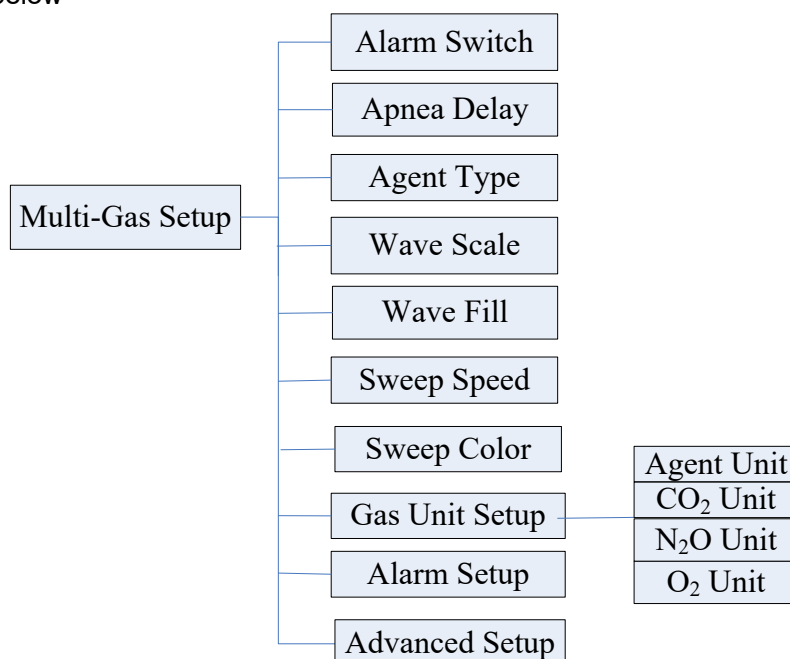 below
Alarm Switch
Apnea Delay
Agent Type
Multi-Gas Setup
Wave Scale
Wave Fill
Sweep Speed
Sweep Color
Gas Unit Setup
Agent Unit
CO₂ Unit
N₂O Unit
O₂ Unit
Alarm Setup
Advanced Setup